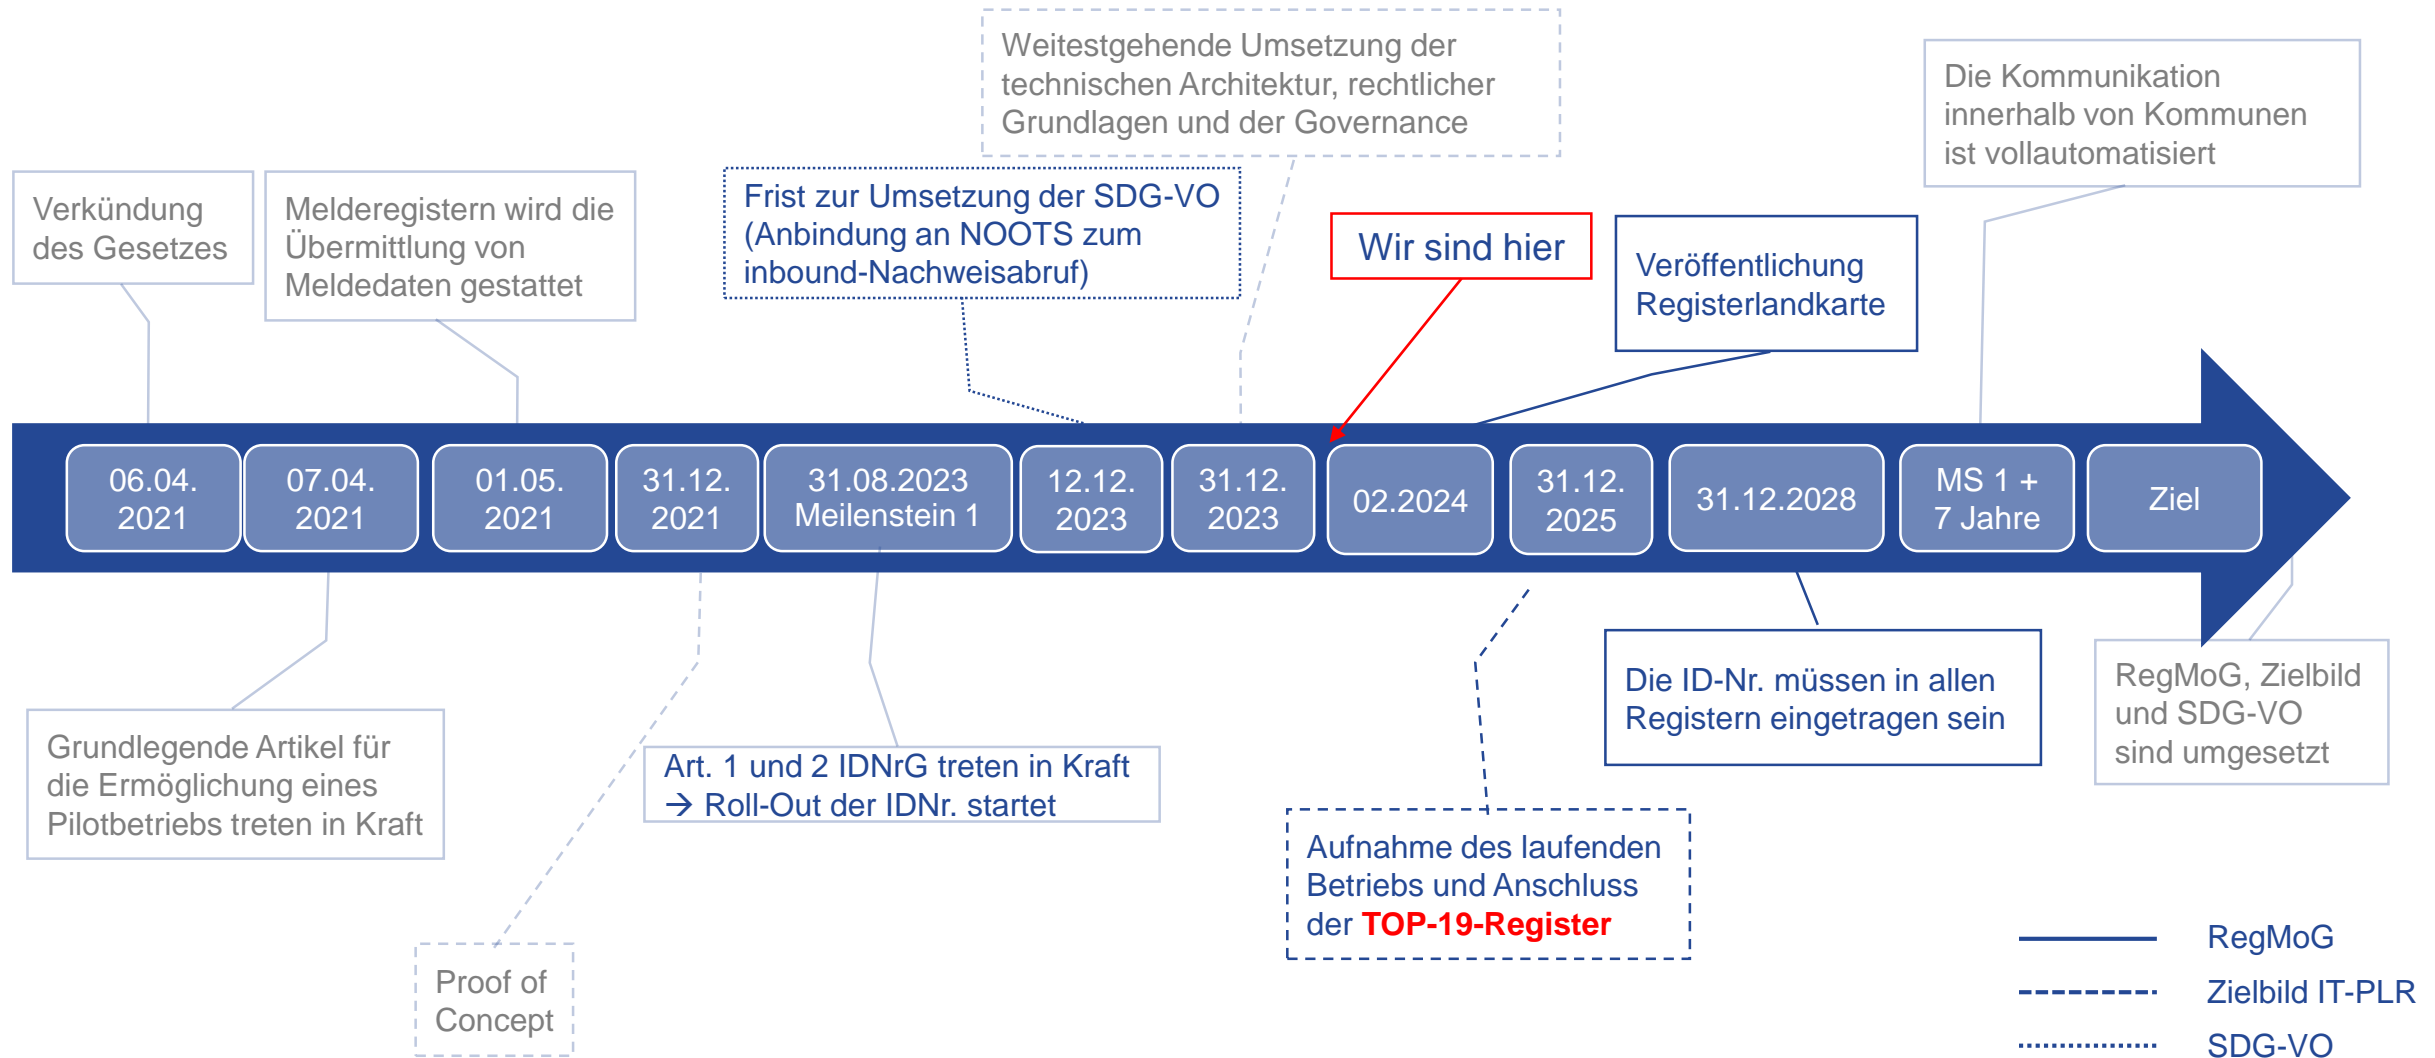 Weitestgehende Umsetzung der
technischen Architektur, rechtlicher
Grundlagen und der Governance
Die Kommunikation
innerhalb von Kommunen
ist vollautomatisiert
Verkündung
des Gesetzes
Melderegistern wird die
Übermittlung von
Meldedaten gestattet
Frist zur Umsetzung der SDG-VO
(Anbindung an NOOTS zum
inbound-Nachweisabruf)
Wir sind hier
Veröffentlichung
Registerlandkarte
06.04.
2021
07.04.
2021
01.05.
2021
31.12.
2021
31.08.2023
Meilenstein 1
12.12.
2023
31.12.
2023
02.2024
31.12.
2025
31.12.2028
MS 1 +
7 Jahre
Ziel
Grundlegende Artikel für
die Ermöglichung eines
Pilotbetriebs treten in Kraft
Proof of
Concept
Art. 1 und 2 IDNrG treten in Kraft
→ Roll-Out der IDNr. startet
Aufnahme des laufenden
Betriebs und Anschluss
der TOP-19-Register
Die ID-Nr. müssen in allen
Registern eingetragen sein
RegMoG, Zielbild
und SDG-VO
sind umgesetzt
RegMoG
Zielbild IT-PLR
SDG-VO